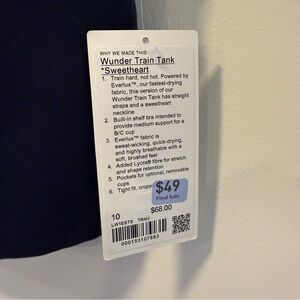 WHY WE MADE THIS
Wunder Train Tank
*Sweetheart
1. Train hard, not hot. Powered by
Everlux™, our fastest-drying
fabric, this version of our
Wunder Train Tank has straight
straps and a sweetheart
neckline
2. Built-in shelf bra intended to
provide medium support for a
B/C cup
3. Everlux™ fabric is
sweat-wicking, quick-drying,
and highly breathable with a
soft, brushed feel
4. Added Lycra® fibre for stretch
and shape retention
5. Pockets for optional, removable
cups
6. Tight fit, cropp
$49
Final Sale
10
$68.00
LW1ESTS TRNV
000153107883